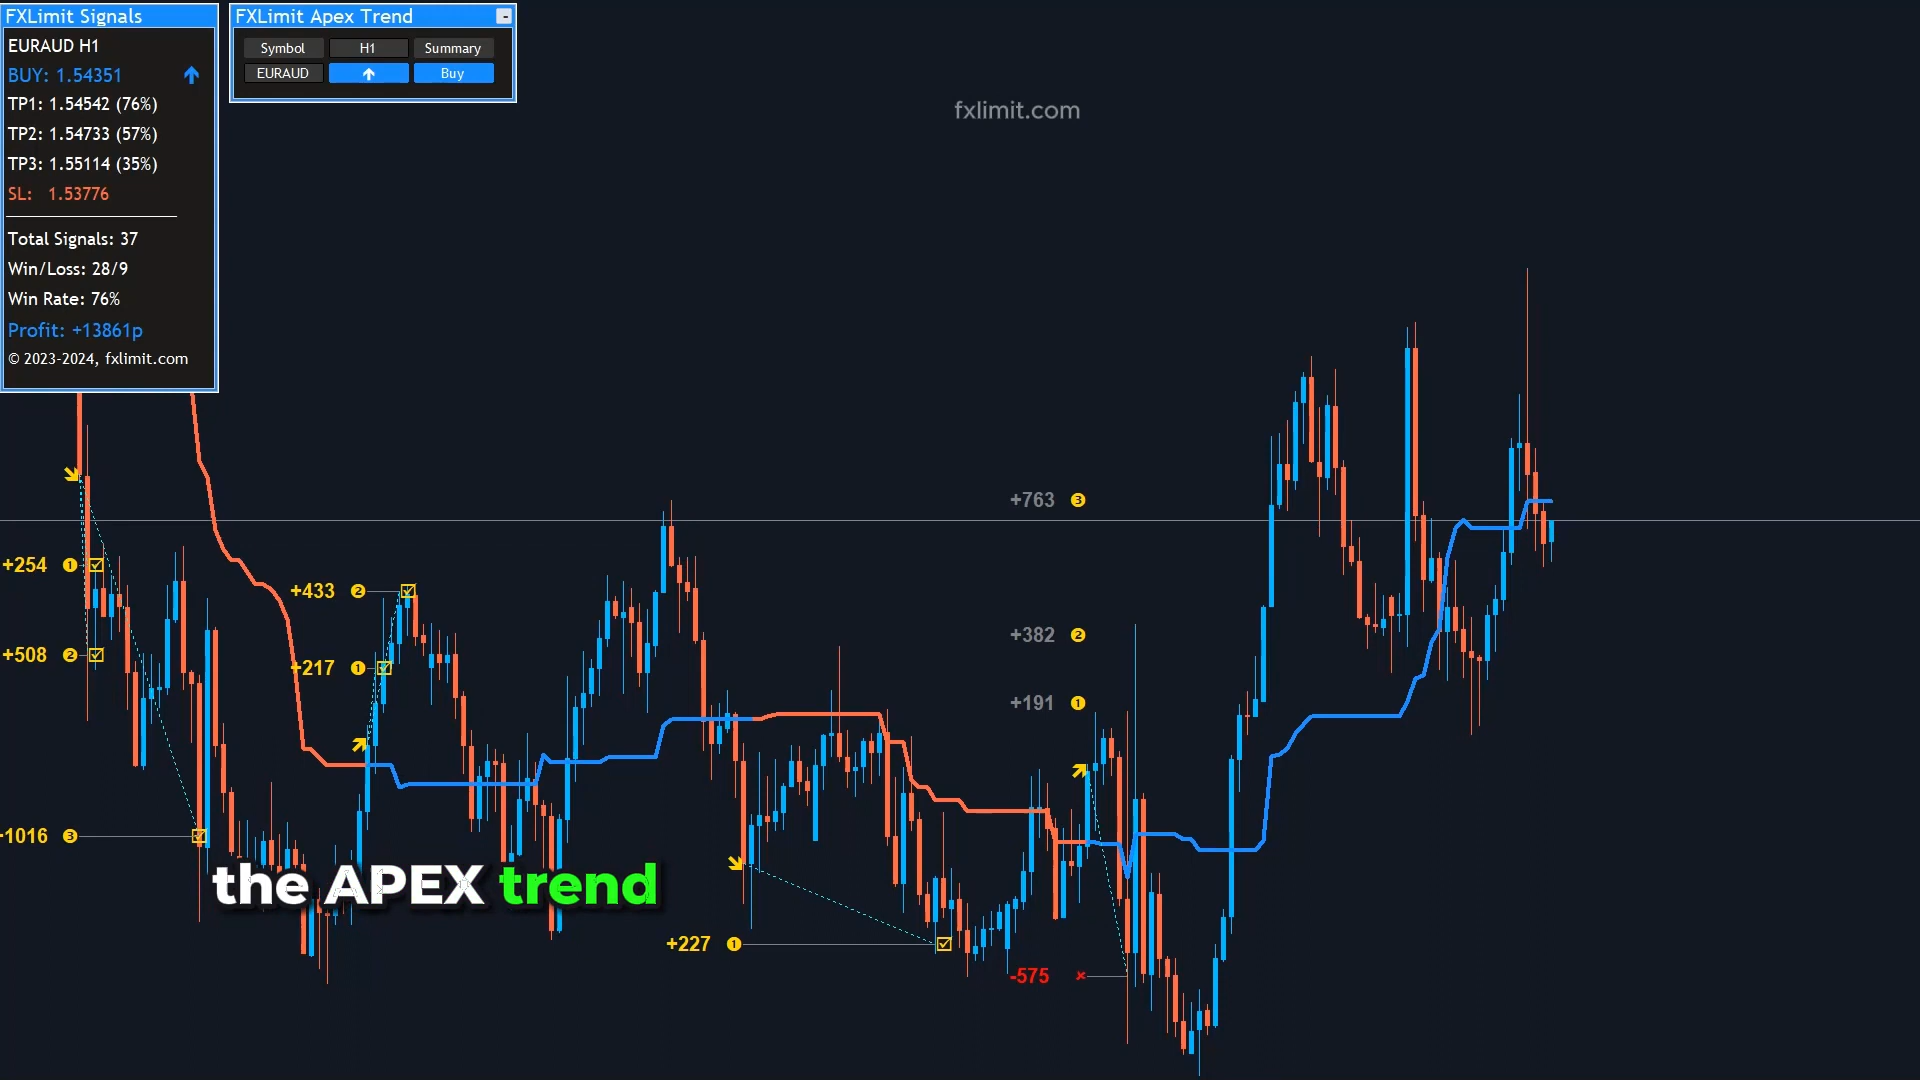 FXLimit Signals
EURAUD H1
BUY: 1.54351
TP1: 1.54542 (76%)
TP2: 1.54733 (57%)
TP3: 1.55114 (35%)
SL: 1.53776
Total Signals: 37
Win/Loss: 28/9
Win Rate: 76%
Profit: +13861p
© 2023-2024, fxlimit.com
FXLimit Apex Trend
-
Symbol H1 Summary
EURAUD Buy
fxlimit.com
+254 1
+508 2
-1016 3
+433 2
+217 1
+227 1
+763 3
+382 2
+191 1
-575 ×
the APEX trend